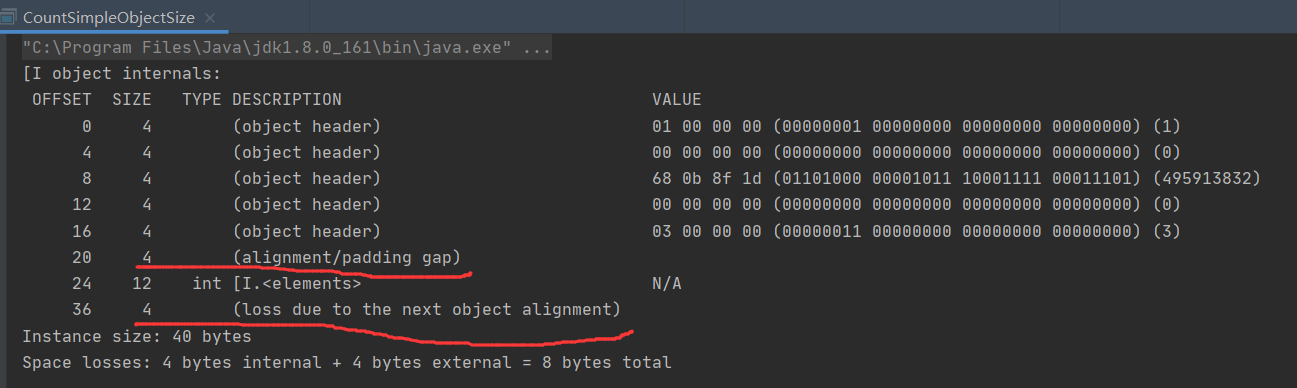 CountSimpleObjectSize
"C:\Program Files\Java\jdk1.8.0_161\bin\java.exe" ...
[I object internals:
OFFSET SIZE TYPE DESCRIPTION VALUE
0 4 (object header) 01 00 00 00 (00000001 00000000 00000000 00000000) (1)
4 4 (object header) 00 00 00 00 (00000000 00000000 00000000 00000000) (0)
8 4 (object header) 68 0b 8f 1d (01101000 00001011 10001111 00011101) (495913832)
12 4 (object header) 00 00 00 00 (00000000 00000000 00000000 00000000) (0)
16 4 (object header) 03 00 00 00 (00000011 00000000 00000000 00000000) (3)
20 4 (alignment/padding gap)
24 12 int [I.<elements> N/A
36 4 (loss due to the next object alignment)
Instance size: 40 bytes
Space losses: 4 bytes internal + 4 bytes external = 8 bytes total